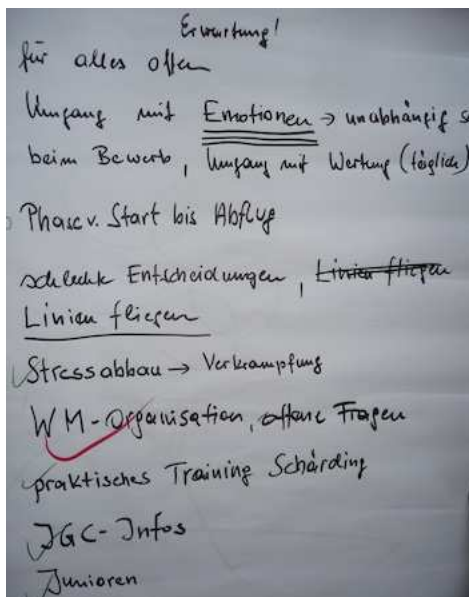 Erwartung!
für alles offen
Umgang mit Emotionen → unabhängig s
beim Bewerb, Umgang mit Wertung (täglich)
Phase v. Start bis Abflug
schlechte Entscheidungen, Linien fliegen
Linien fliegen
Stressabbau → Verkrampfung
WM-Organisation, offene Fragen
praktisches Training Schärding
IGC-Infos
Junioren